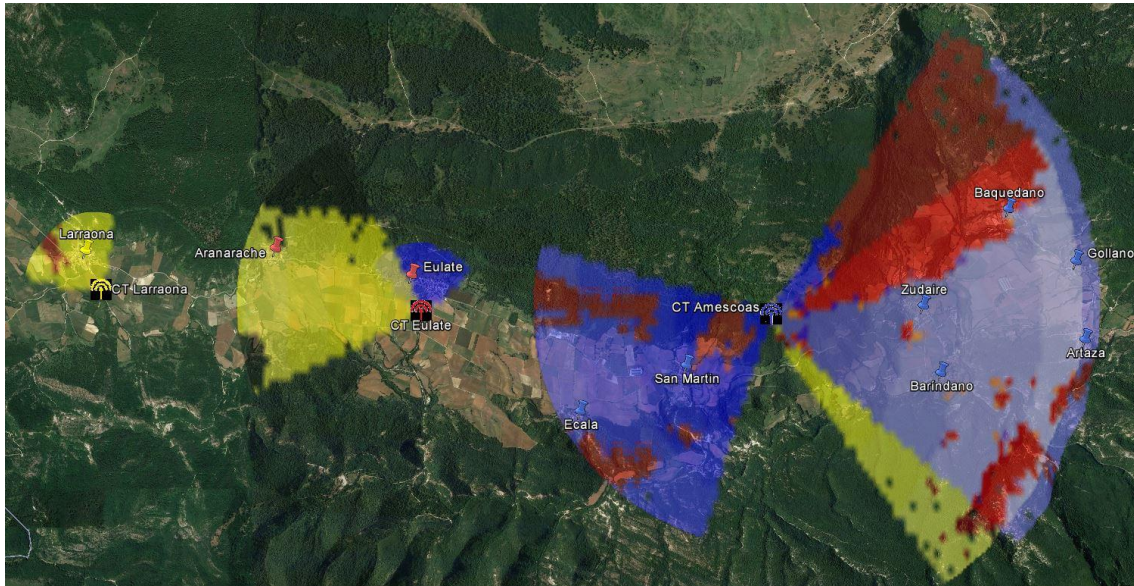 Larraona
CT Larraona
Aranarache
Eulate
CT Eulate
CT Amescoas
San Martin
Ecala
Baquedano
Gollano
Zudaire
Artaza
Barindano